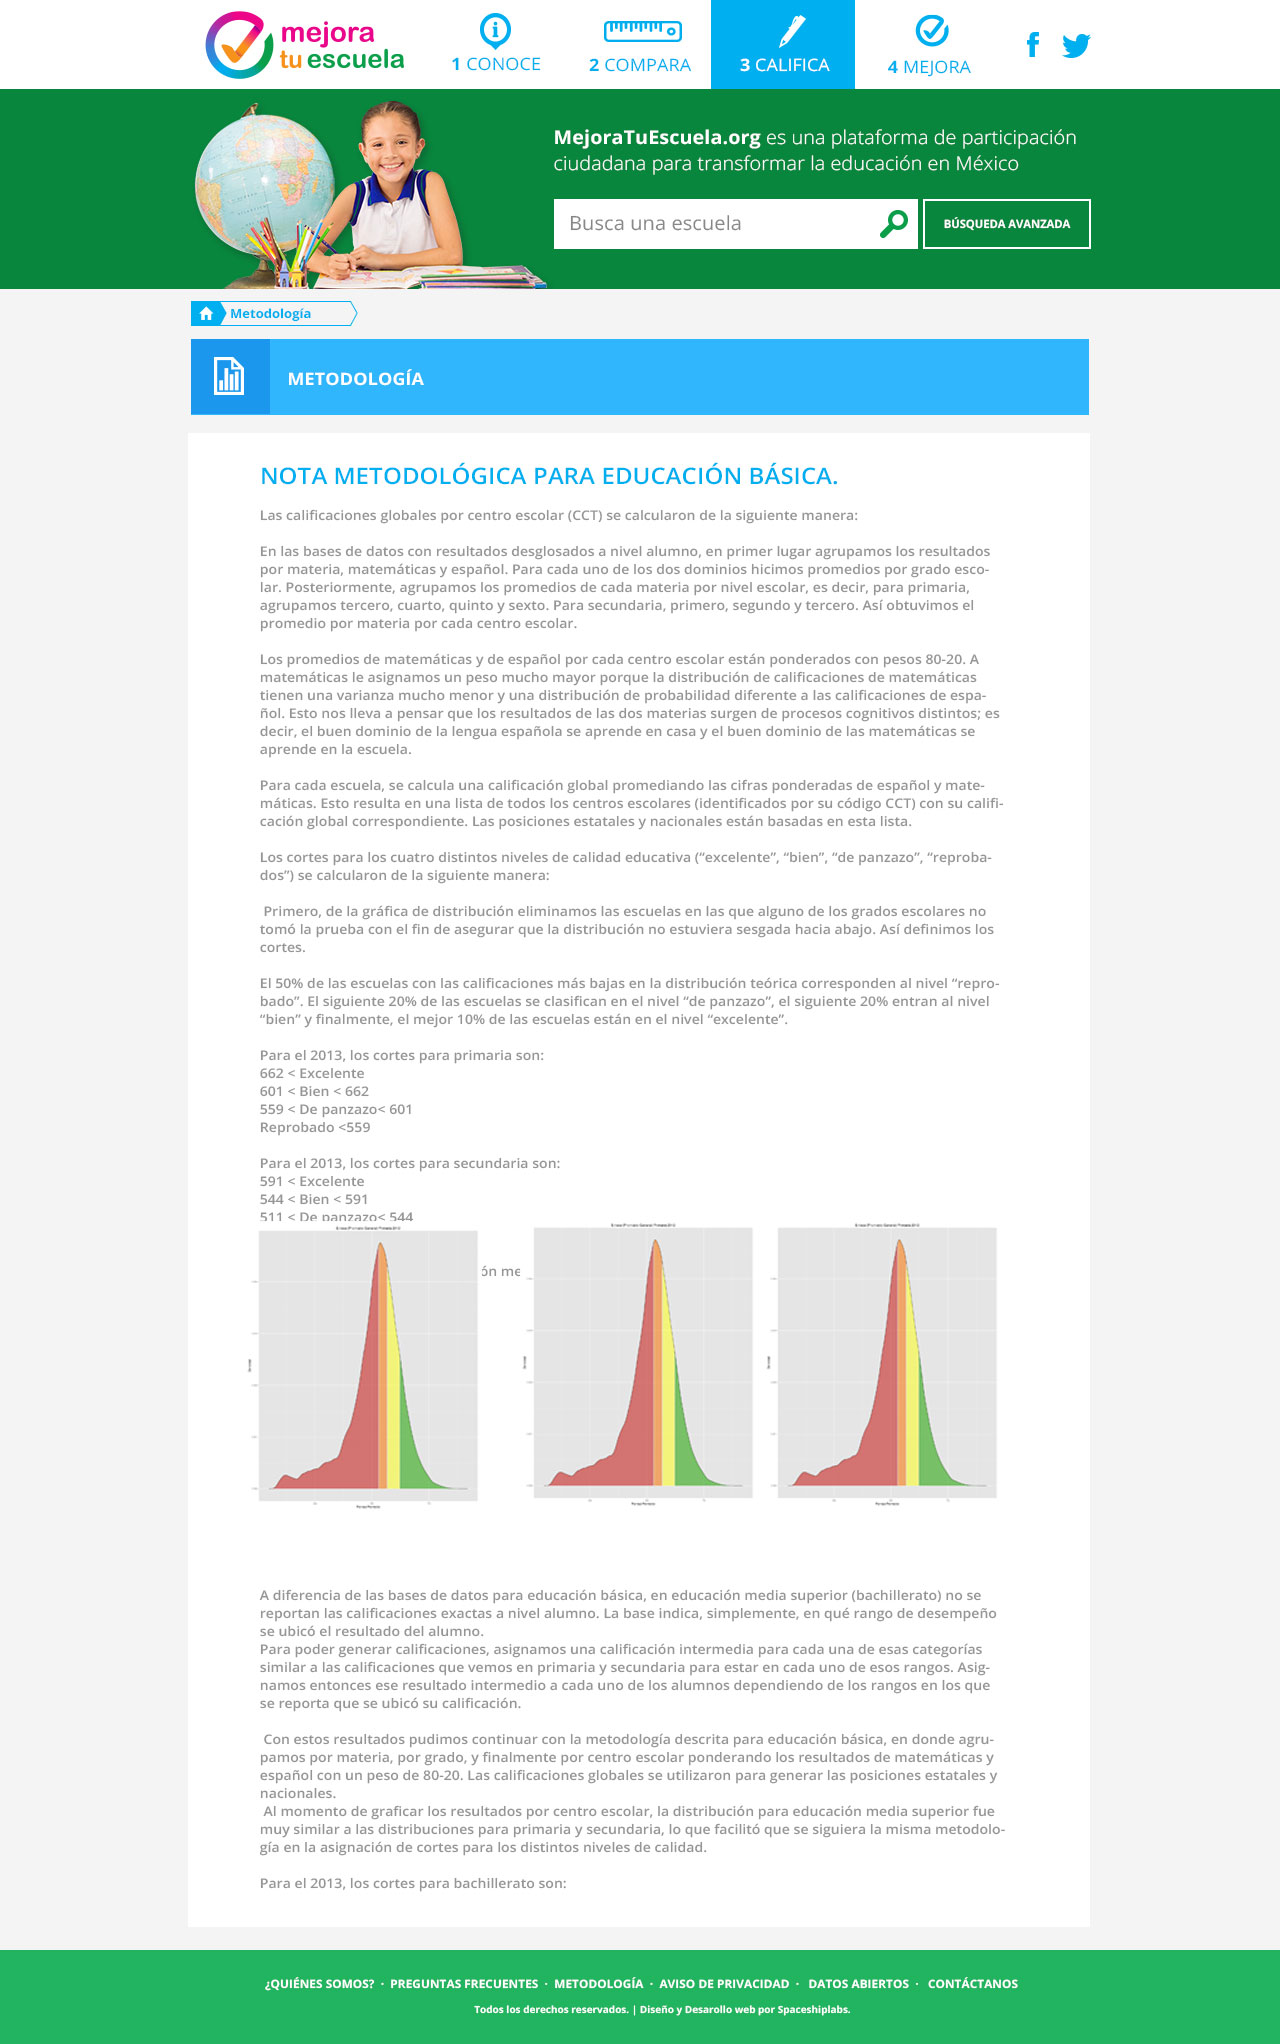 mejora
tu escuela
1 CONOCE
2 COMPARA
3 CALIFICA
4 MEJORA
MejoraTuEscuela.org es una plataforma de participación
ciudadana para transformar la educación en México
Busca una escuela
BÚSQUEDA AVANZADA
Metodología
METODOLOGÍA
NOTA METODOLÓGICA PARA EDUCACIÓN BÁSICA.
Las calificaciones globales por centro escolar (CCT) se calcularon de la siguiente manera:
En las bases de datos con resultados desglosados a nivel alumno, en primer lugar agrupamos los resultados
por materia, matemáticas y español. Para cada uno de los dos dominios hicimos promedios por grado esco-
lar. Posteriormente, agrupamos los promedios de cada materia por nivel escolar, es decir, para primaria,
agrupamos tercero, cuarto, quinto y sexto. Para secundaria, primero, segundo y tercero. Así obtuvimos el
promedio por materia por cada centro escolar.
Los promedios de matemáticas y de español por cada centro escolar están ponderados con pesos 80-20. A
matemáticas le asignamos un peso mucho mayor porque la distribución de calificaciones de matemáticas
tienen una varianza mucho menor y una distribución de probabilidad diferente a las calificaciones de espa-
ñol. Esto nos lleva a pensar que los resultados de las dos materias surgen de procesos cognitivos distintos; es
decir, el buen dominio de la lengua española se aprende en casa y el buen dominio de las matemáticas se
aprende en la escuela.
Para cada escuela, se calcula una calificación global promediando las cifras ponderadas de español y mate-
máticas. Esto resulta en una lista de todos los centros escolares (identificados por su código CCT) con su califi-
cación global correspondiente. Las posiciones estatales y nacionales están basadas en esta lista.
Los cortes para los cuatro distintos niveles de calidad educativa (“excelente”, “bien”, “de panzazo”, “reproba-
dos”) se calcularon de la siguiente manera:
Primero, de la gráfica de distribución eliminamos las escuelas en las que alguno de los grados escolares no
tomó la prueba con el fin de asegurar que la distribución no estuviera sesgada hacia abajo. Así definimos los
cortes.
El 50% de las escuelas con las calificaciones más bajas en la distribución teórica corresponden al nivel “repro-
bado”. El siguiente 20% de las escuelas se clasifican en el nivel “de panzazo”, el siguiente 20% entran al nivel
“bien” y finalmente, el mejor 10% de las escuelas están en el nivel “excelente”.
Para el 2013, los cortes para primaria son:
662 < Excelente
601 < Bien < 662
559 < De panzazo< 601
Reprobado <559
Para el 2013, los cortes para secundaria son:
591 < Excelente
544 < Bien < 591
511 < De panzazo< 544
ón me
A diferencia de las bases de datos para educación básica, en educación media superior (bachillerato) no se
reportan las calificaciones exactas a nivel alumno. La base indica, simplemente, en qué rango de desempeño
se ubicó el resultado del alumno.
Para poder generar calificaciones, asignamos una calificación intermedia para cada una de esas categorías
similar a las calificaciones que vemos en primaria y secundaria para estar en cada uno de esos rangos. Asig-
namos entonces ese resultado intermedio a cada uno de los alumnos dependiendo de los rangos en los que
se reporta que se ubicó su calificación.
Con estos resultados pudimos continuar con la metodología descrita para educación básica, en donde agru-
pamos por materia, por grado, y finalmente por centro escolar ponderando los resultados de matemáticas y
español con un peso de 80-20. Las calificaciones globales se utilizaron para generar las posiciones estatales y
nacionales.
Al momento de graficar los resultados por centro escolar, la distribución para educación media superior fue
muy similar a las distribuciones para primaria y secundaria, lo que facilitó que se siguiera la misma metodolo-
gía en la asignación de cortes para los distintos niveles de calidad.
Para el 2013, los cortes para bachillerato son:
¿QUIÉNES SOMOS? · PREGUNTAS FRECUENTES · METODOLOGÍA · AVISO DE PRIVACIDAD · DATOS ABIERTOS · CONTÁCTANOS
Todos los derechos reservados. | Diseño y Desarollo web por Spaceshiplabs.